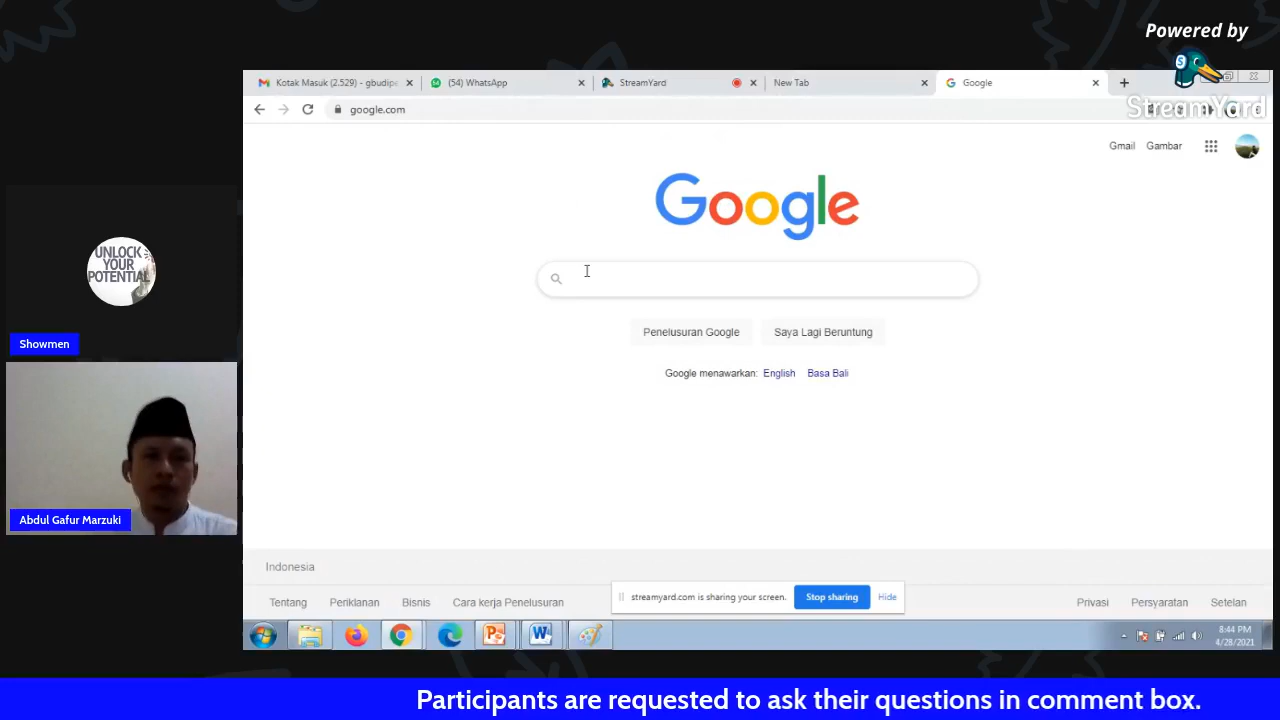 Powered by
StreamYard
Kotak Masuk (2.529) - gbudipe
(54) WhatsApp
StreamYard
New Tab
Google
google.com
Gmail Gambar
Google
Penelusuran Google
Saya Lagi Beruntung
Google menawarkan: English Basa Bali
UNLOCK
YOUR
POTENTIAL
Showmen
Abdul Gafur Marzuki
Indonesia
streamyard.com is sharing your screen. Stop sharing Hide
Tentang Periklanan Bisnis Cara kerja Penelusuran
Privasi Persyaratan Setelan
8:44 PM
4/28/2021
Participants are requested to ask their questions in comment box.